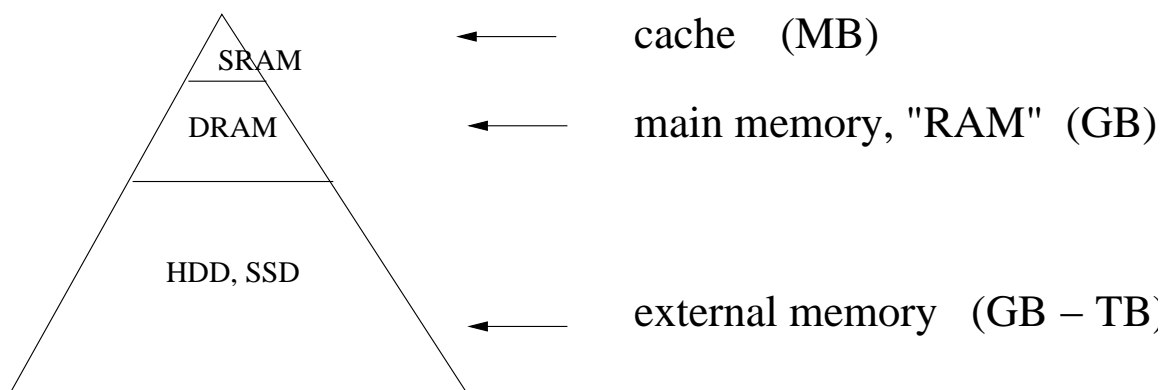 cache (MB)
SRAM
DRAM
main memory, "RAM" (GB)
HDD, SSD
external memory (GB – TB)